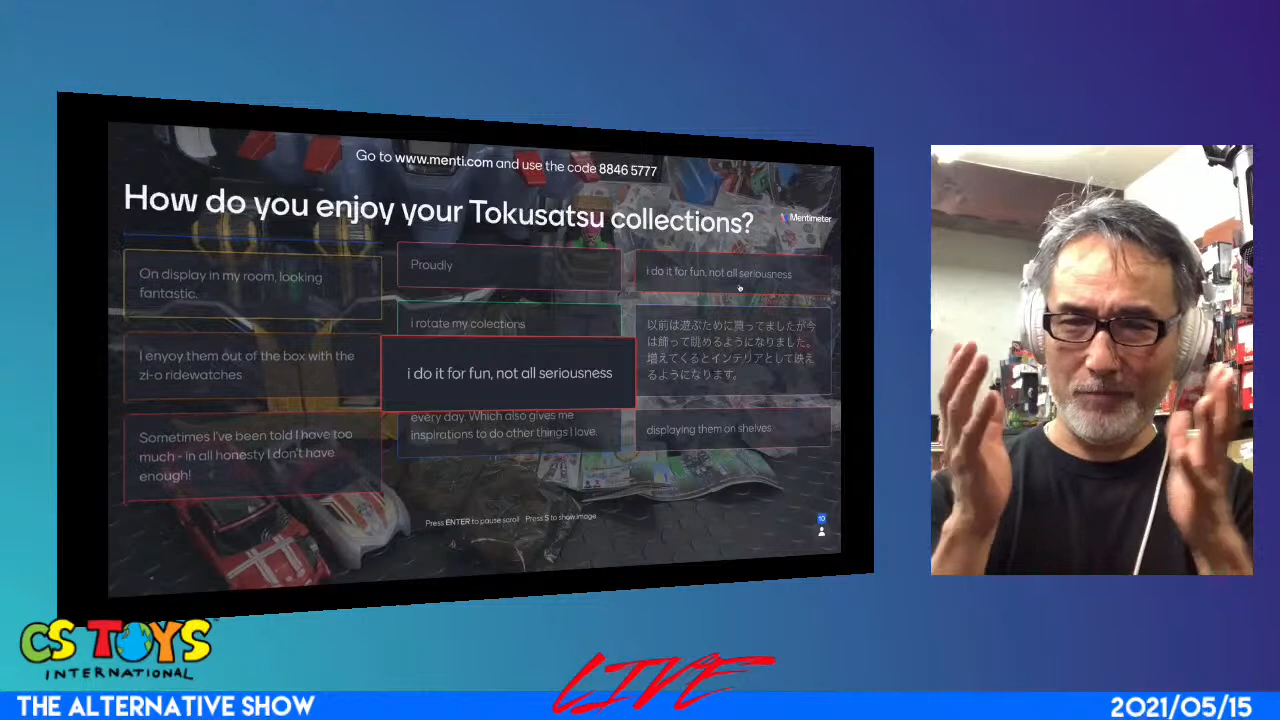 Go to www.menti.com and use the code 8846 5777
How do you enjoy your Tokusatsu collections?
Mentimeter
On display in my room, looking
fantastic.
I enyoy them out of the box with the
zi-o ridewatches
Sometimes I've been told I have too
much - in all honesty I don't have
enough!
Proudly
i rotate my colections
i do it for fun, not all seriousness
every day. Which also gives me
inspirations to do other things I love.
i do it for fun, not all seriousness
以前は遊ぶために買ってましたが今
は飾って眺めるようになりました。
増えてくるとインテリアとして映え
るようになります。
displaying them on shelves
Press ENTER to pause scroll Press S to show image
10
CS TOYS
INTERNATIONAL
LIVE
THE ALTERNATIVE SHOW
2021/05/15